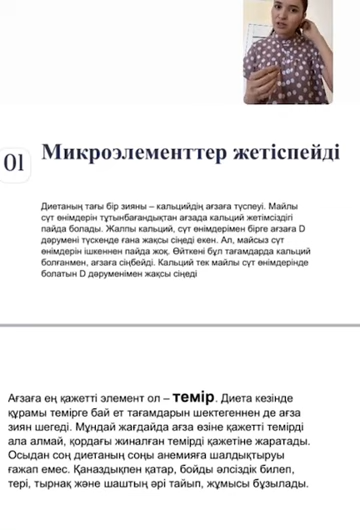 01
Микроэлементтер жетіспейді
Диетаның тағы бір зияны – кальцийдің ағзаға түспеуі. Майлы
сүт өнімдерін тұтынбағандықтан ағзада кальций жетімсіздігі
пайда болады. Жалпы кальций, сүт өнімдерімен бірге ағзаға D
дәрумені түскенде ғана жақсы сіңеді екен. Ал, майсыз сүт
өнімдерін ішкеннен пайда жоқ. Өйткені бұл тағамдарда кальций
болғанмен, ағзаға сіңбейді. Кальций тек майлы сүт өнімдерінде
болатын D дәруменімен жақсы сіңеді
Ағзаға ең қажетті элемент ол – темір. Диета кезінде
құрамы темірге бай ет тағамдарын шектегеннен де ағза
зиян шегеді. Мұндай жағдайда ағза өзіне қажетті темірді
ала алмай, қордағы жиналған темірді қажетіне жаратады.
Осыдан соң диетаның соңы анемияға шалдықтыруы
ғажап емес. Қаназдықпен қатар, бойды әлсіздік билеп,
тері, тырнақ және шаштың әрі тайып, жұмысы бұзылады.